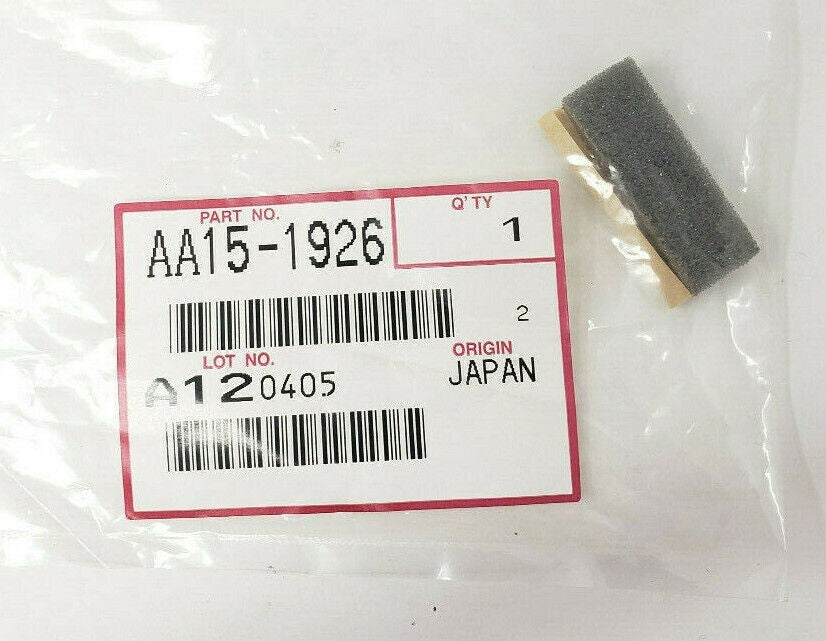 PART NO.
AA15-1926
Q'TY
1
2
LOT NO.
A120405
ORIGIN
JAPAN